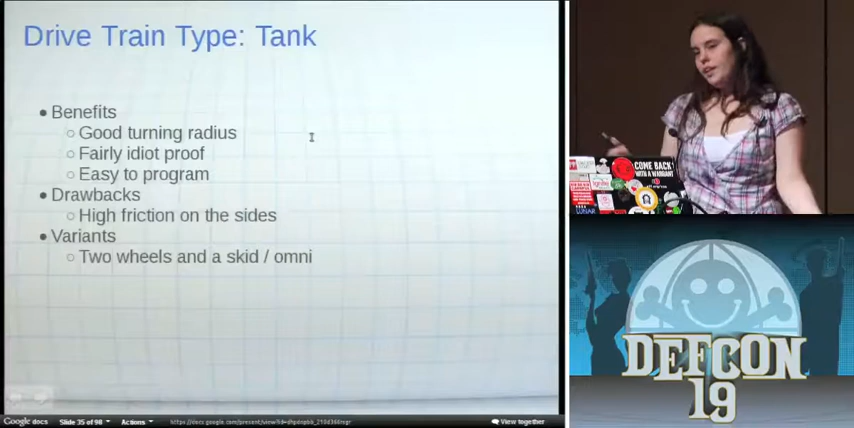 Drive Train Type: Tank
Benefits
Good turning radius
Fairly idiot proof
Easy to program
Drawbacks
High friction on the sides
Variants
Two wheels and a skid / omni
Google docs
Slide 35 of 98
Actions
View together
COME BACK
WITH A WARRANT
DEFCON
19